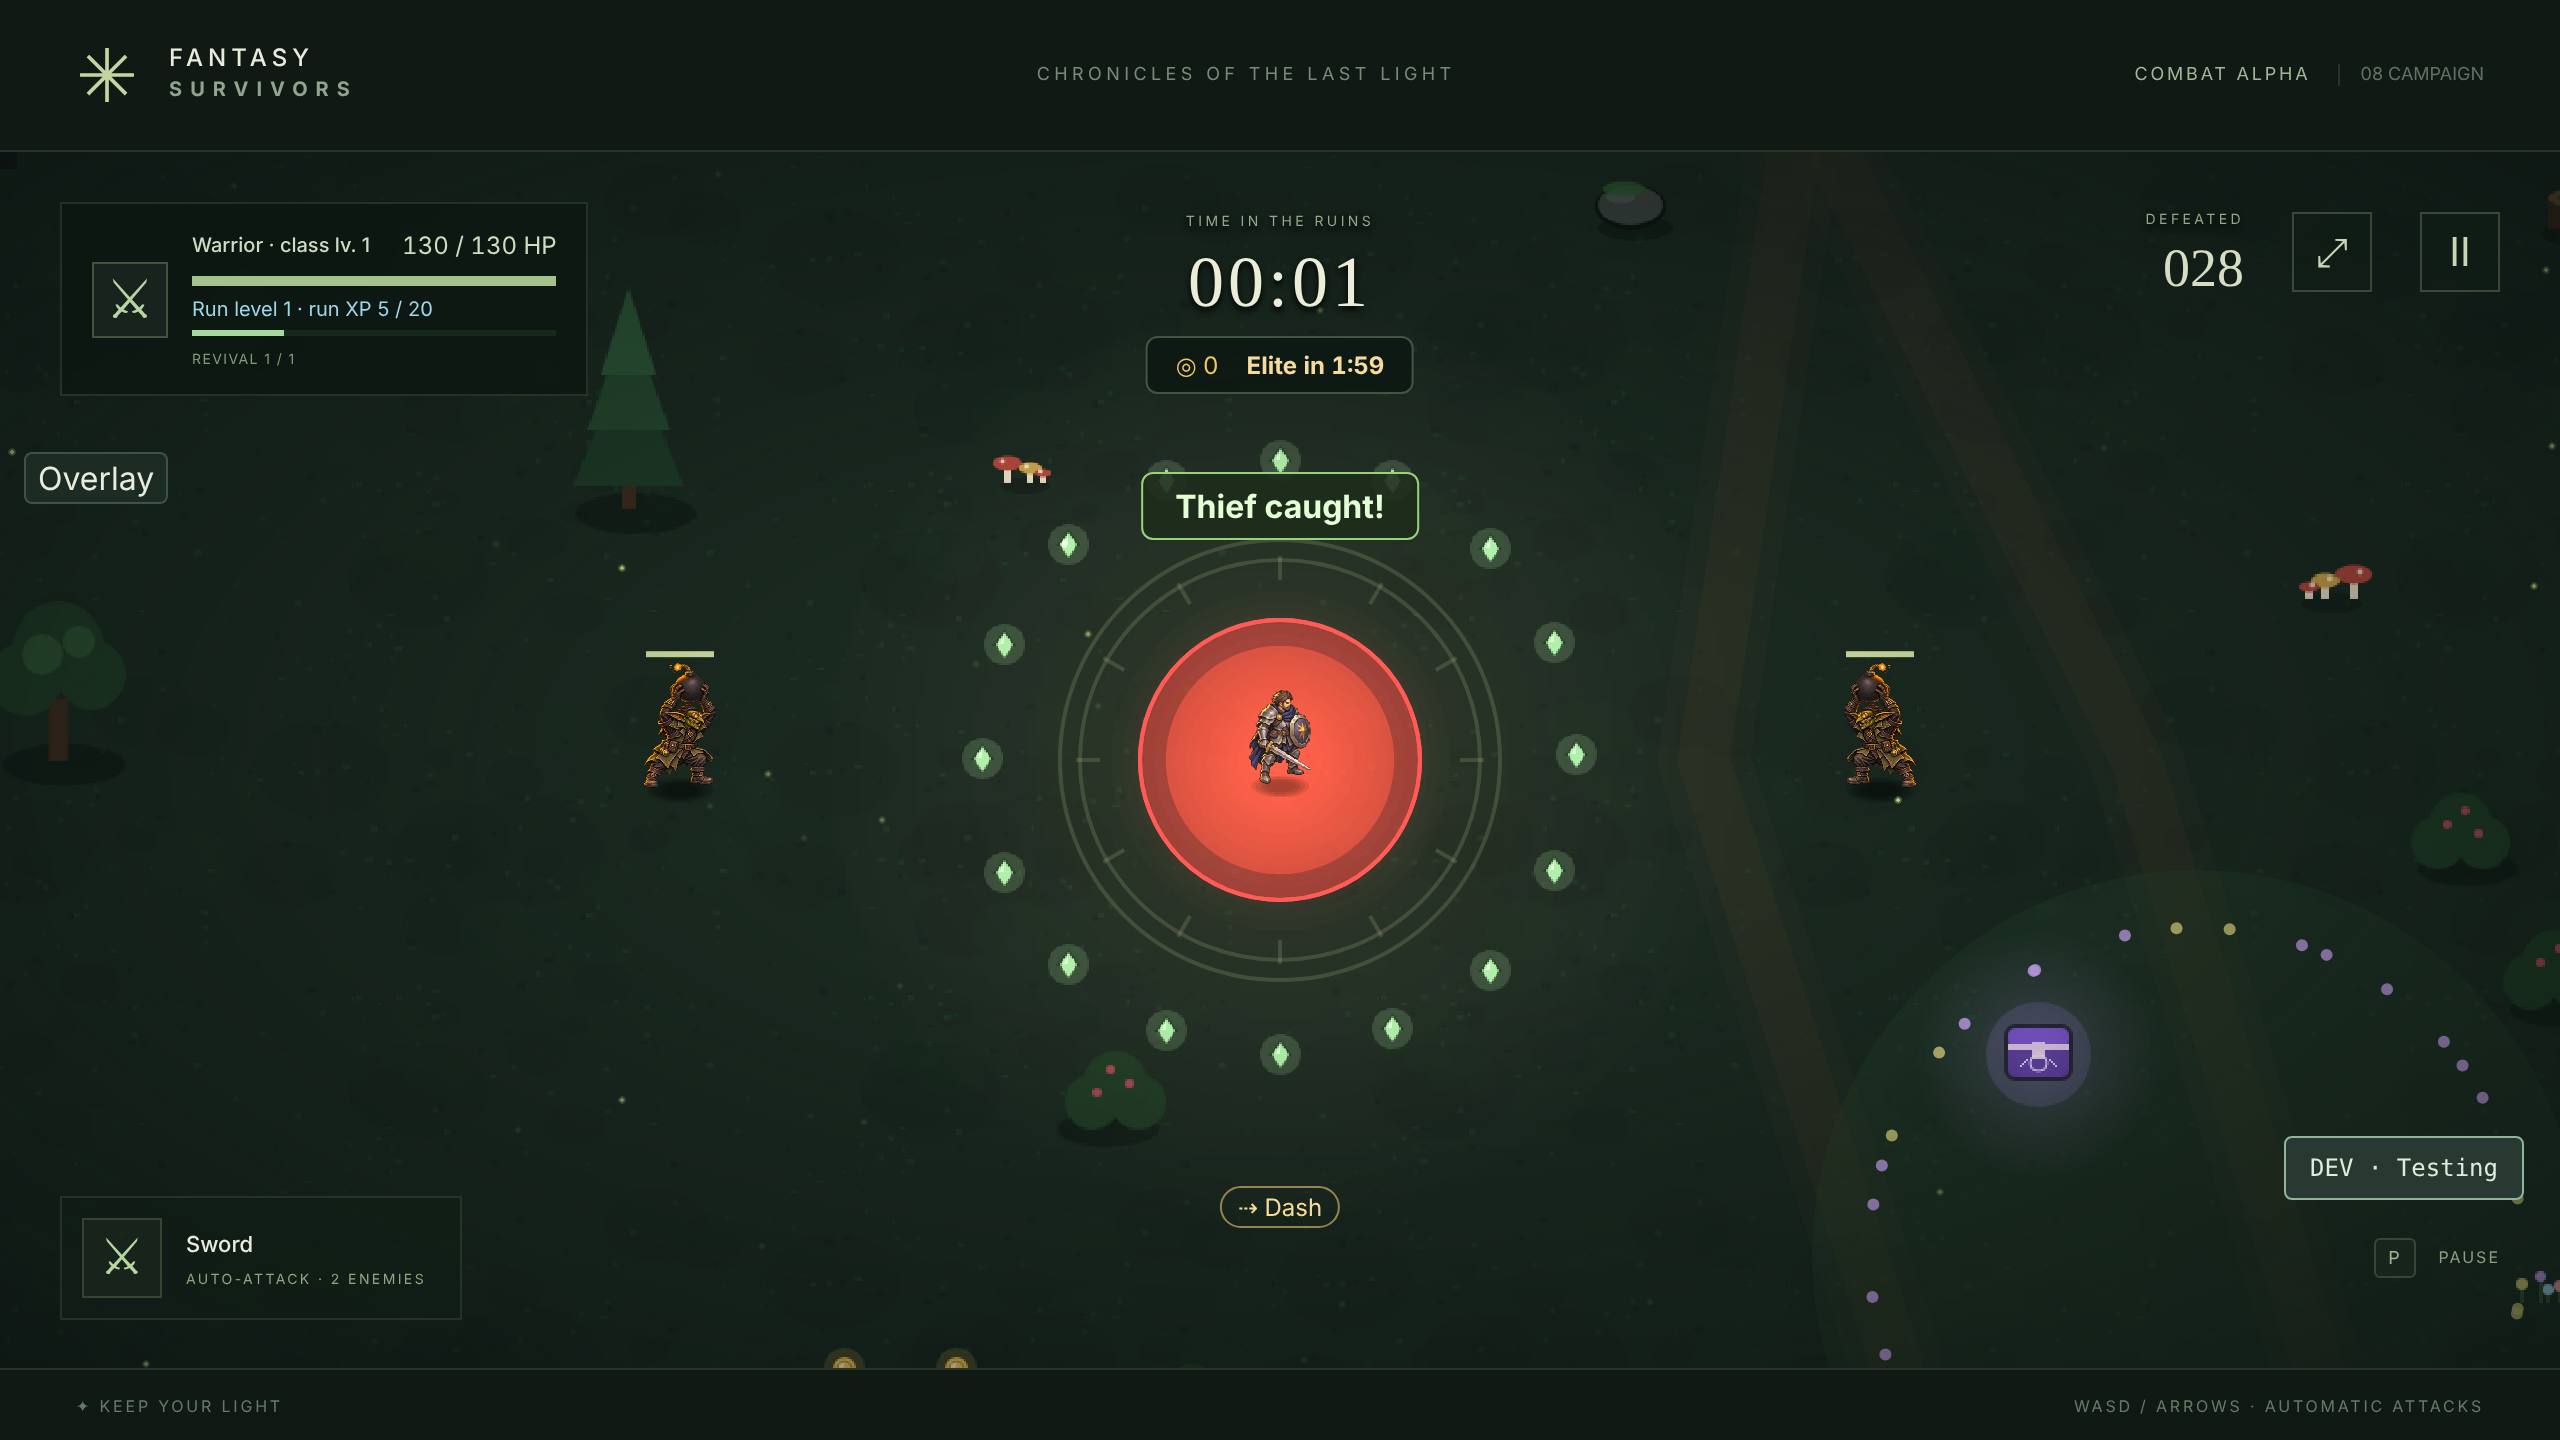 FANTASY
SURVIVORS
CHRONICLES OF THE LAST LIGHT
COMBAT ALPHA
08 CAMPAIGN
Warrior · class lv. 1
130 / 130 HP
Run level 1 · run XP 5 / 20
REVIVAL 1 / 1
TIME IN THE RUINS
00:01
◎ 0 Elite in 1:59
DEFEATED
028
Overlay
Thief caught!
DEV · Testing
⇢ Dash
Sword
AUTO-ATTACK · 2 ENEMIES
P PAUSE
✦ KEEP YOUR LIGHT
WASD / ARROWS · AUTOMATIC ATTACKS